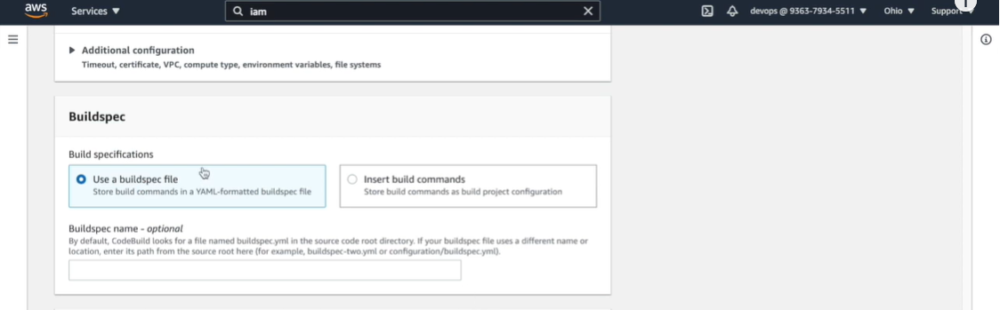 aws
Services ▼
iam
devops @ 9363-7934-5511 ▼
Ohio ▼
Support ▼
Additional configuration
Timeout, certificate, VPC, compute type, environment variables, file systems
Buildspec
Build specifications
Use a buildspec file
Store build commands in a YAML-formatted buildspec file
Insert build commands
Store build commands as build project configuration
Buildspec name - optional
By default, CodeBuild looks for a file named buildspec.yml in the source code root directory. If your buildspec file uses a different name or
location, enter its path from the source root here (for example, buildspec-two.yml or configuration/buildspec.yml).